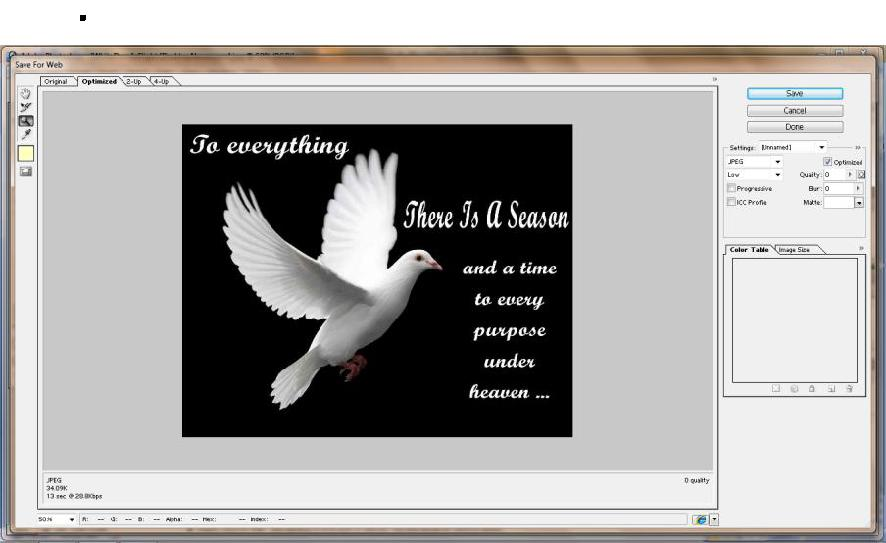 Save For Web
Original
Optimized
2-Up
4-Up
To everything
There Is A Season
and a time
to every
purpose
under
heaven ...
Save
Cancel
Done
Settings: [Unnamed]
JPEG
Optimized
Low
Quality: 0
Progressive
Blur: 0
ICC Profile
Matte:
Color Table
Image Size
JPEG
34.09K
13 sec @ 28.8Kbps
0 quality
50% R: -- G: -- B: -- Alpha: -- Hex: -- Index: --